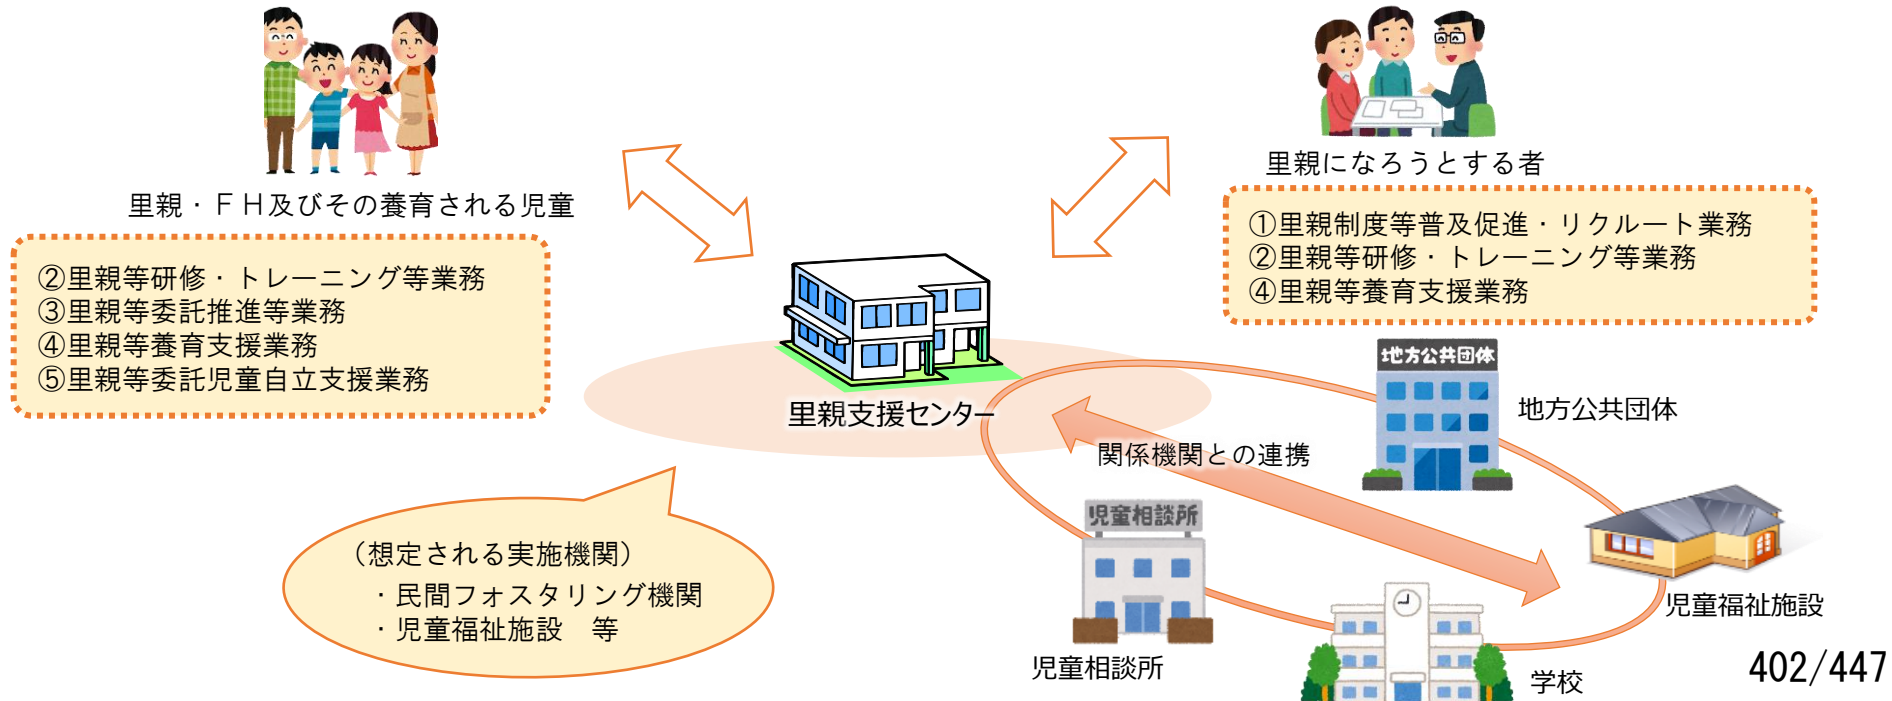 里親・ＦＨ及びその養育される児童
②里親等研修・トレーニング等業務
③里親等委託推進等業務
④里親等養育支援業務
⑤里親等委託児童自立支援業務
里親になろうとする者
①里親制度等普及促進・リクルート業務
②里親等研修・トレーニング等業務
④里親等養育支援業務
里親支援センター
地方公共団体
地方公共団体
関係機関との連携
児童相談所
児童相談所
児童福祉施設
学校
（想定される実施機関）
・民間フォスタリング機関
・児童福祉施設　等
402/447